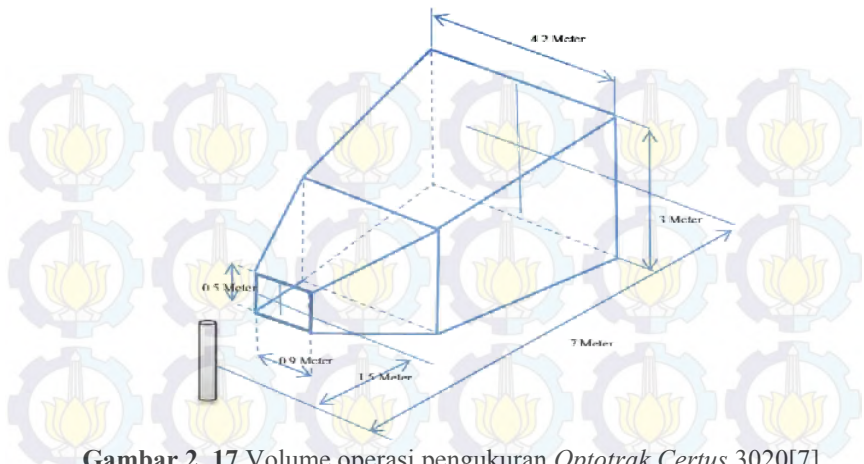 4.2 Meter
3 Meter
0.5 Meter
7 Meter
0.9 Meter
1.5 Meter
Gambar 2. 17 Volume operasi pengukuran Optotrak Certus 3020[7]